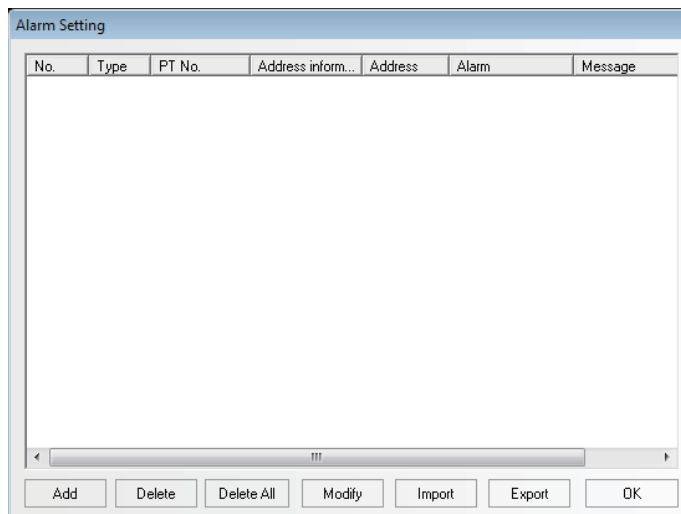 Alarm Setting
No. Type PT No. Address inform... Address Alarm Message
Add Delete Delete All Modify Import Export OK